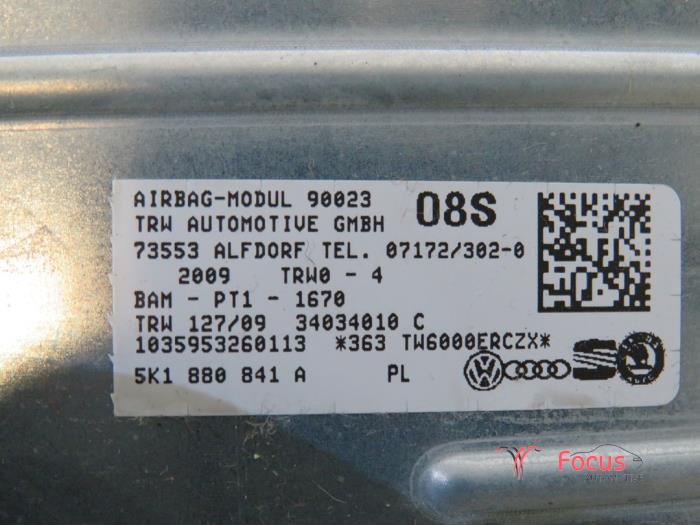 AIRBAG-MODUL 90023
08S
TRW AUTOMOTIVE GMBH
73553 ALFDORF TEL. 07172/302-0
2009 TRW0 - 4
BAM - PT1 - 1670
TRW 127/09 34034010 C
1035953260113 *363 TW6000ERCZX*
5K1 880 841 A PL
Focus